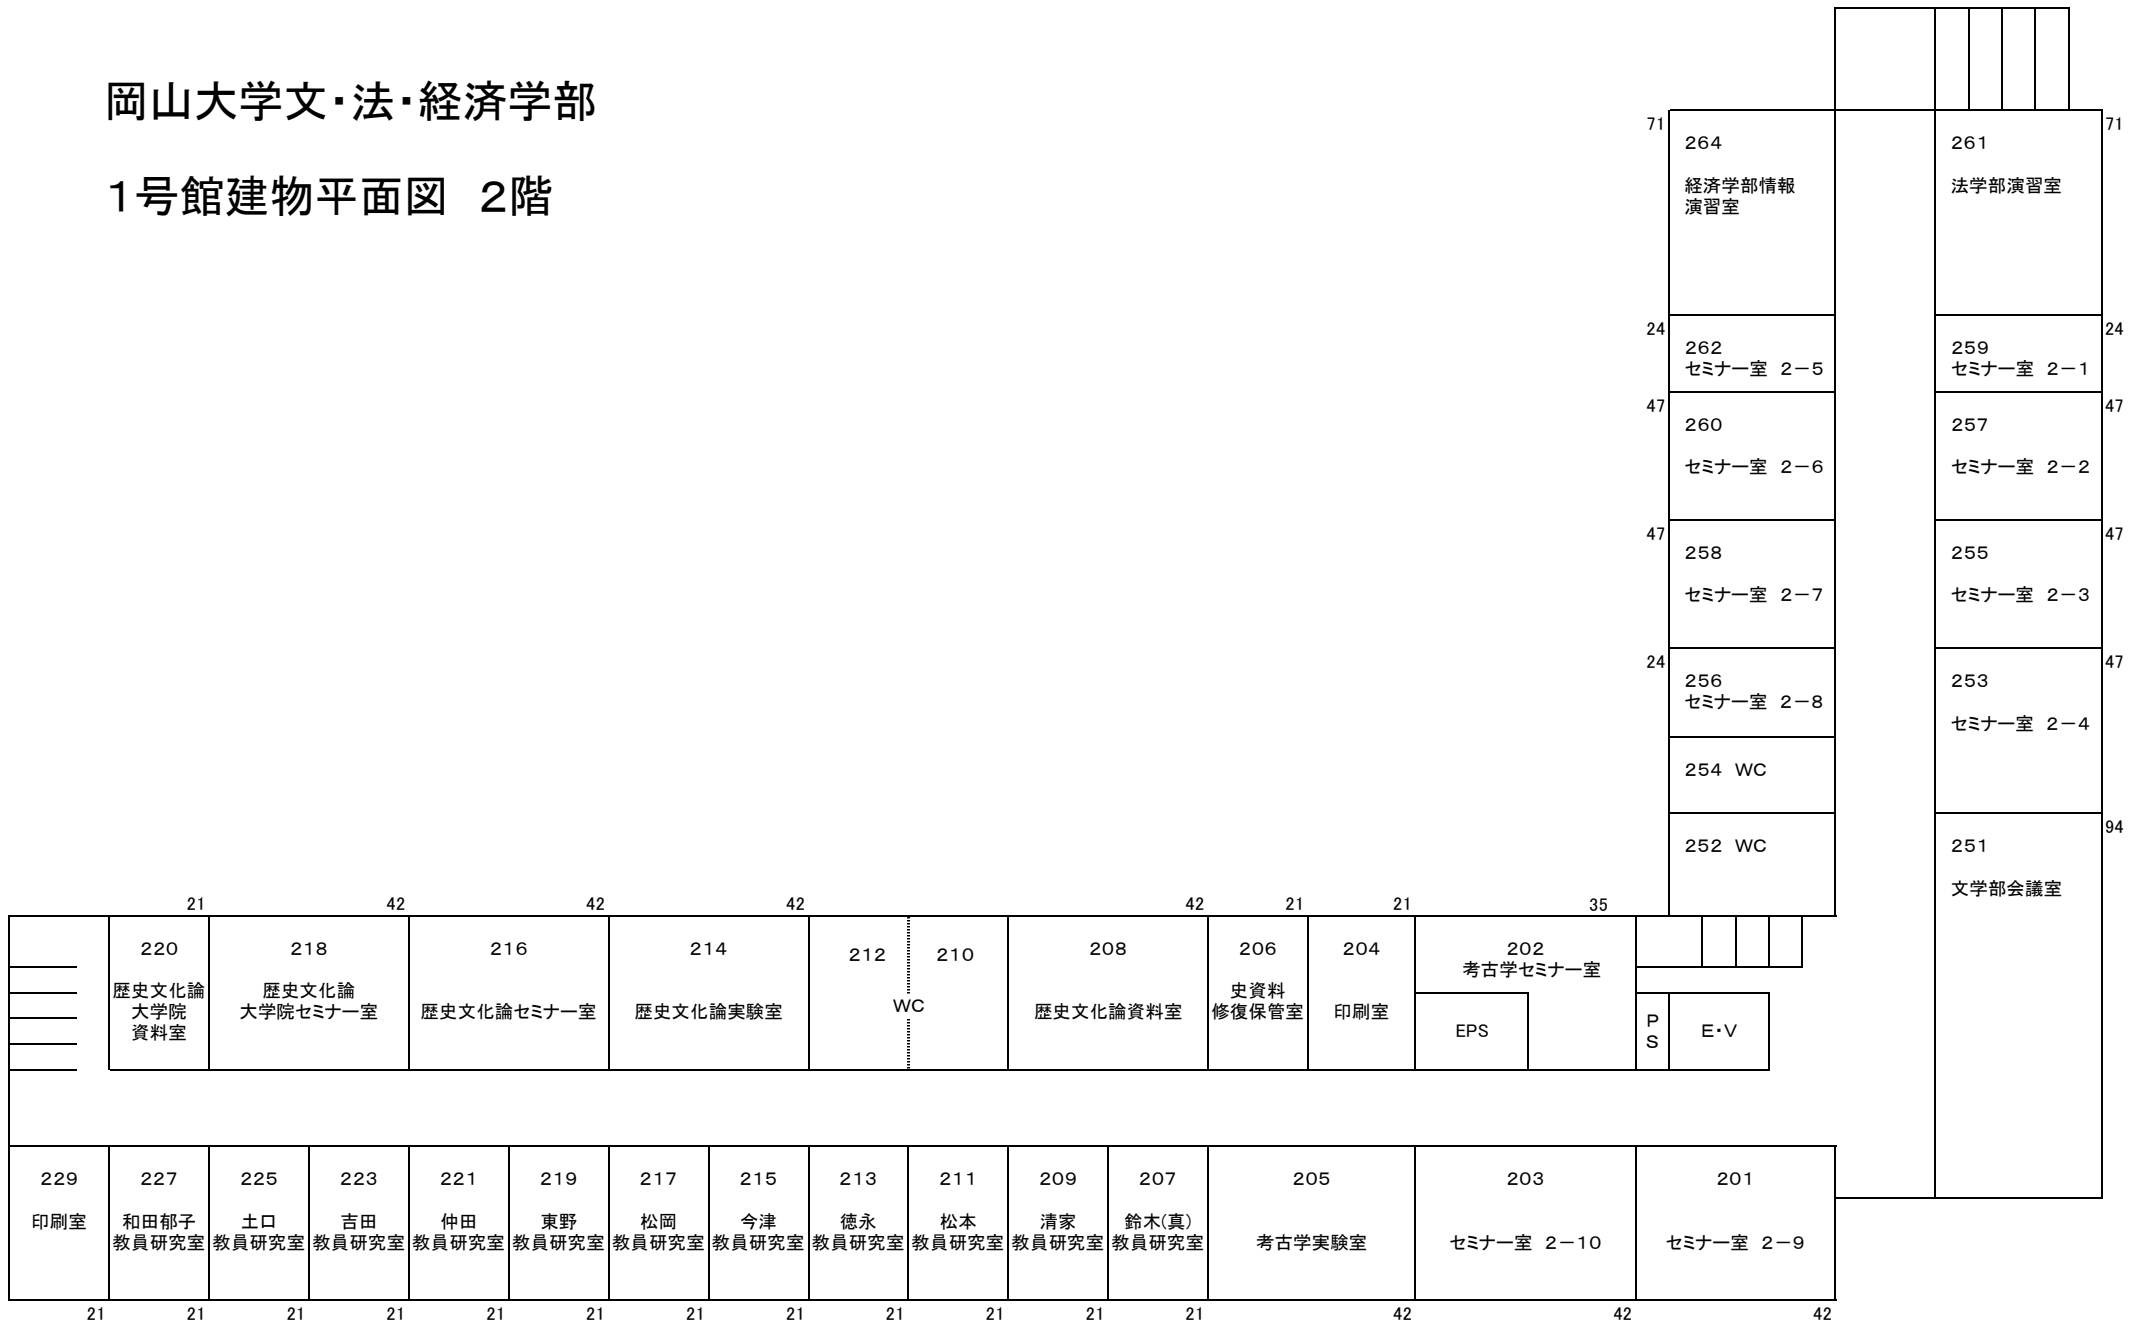 岡山大学文・法・経済学部
1号館建物平面図　2階
71
264
経済学部情報
演習室
261
法学部演習室
71
24
262
セミナー室　2－5
259
セミナー室　2－1
24
47
260
セミナー室　2－6
257
セミナー室　2－2
47
47
258
セミナー室　2－7
255
セミナー室　2－3
47
24
256
セミナー室　2－8
253
セミナー室　2－4
47
254　WC
252　WC
251
文学部会議室
94
21
42
42
42
42
21
21
35
220
歴史文化論
大学院
資料室
218
歴史文化論
大学院セミナー室
216
歴史文化論セミナー室
214
歴史文化論実験室
212
210
WC
208
歴史文化論資料室
206
史資料
修復保管室
204
印刷室
202
考古学セミナー室
EPS
P
S
E・V
229
印刷室
227
和田郁子
教員研究室
225
土口
教員研究室
223
吉田
教員研究室
221
仲田
教員研究室
219
東野
教員研究室
217
松岡
教員研究室
215
今津
教員研究室
213
徳永
教員研究室
211
松本
教員研究室
209
清家
教員研究室
207
鈴木(真)
教員研究室
205
考古学実験室
203
セミナー室　2－10
201
セミナー室　2－9
21
21
21
21
21
21
21
21
21
21
21
21
42
42
42